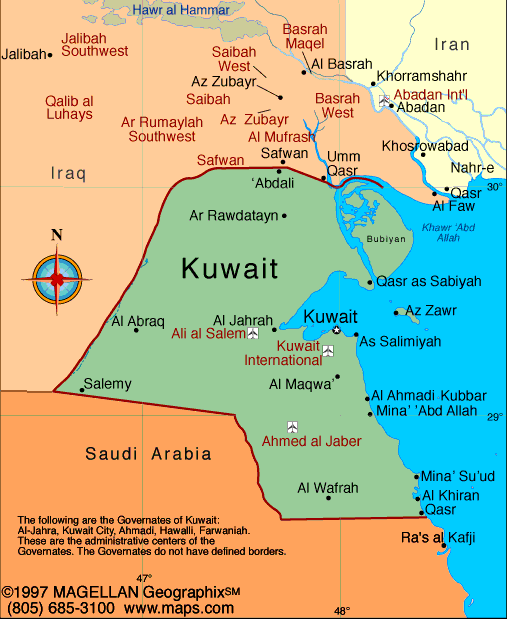 Hawr al Hammar
Jalibah
Southwest
Basrah
Maqel
Iran
Jalibah
Saibah
West
Al Basrah
Az Zubayr
Khorramshahr
Qalib al
Luhays
Saibah
Basrah
West
Abadan Int'l
Abadan
Ar Rumaylah
Southwest
Az Zubayr
Al Mufrash
Khosrowabad
Safwan
Safwan
Umm
Qasr
Nahr-e
Qasr
Iraq
'Abdali
30°
Al Faw
Ar Rawdatayn
Khawr 'Abd
Allah
N
Bubiyan
Kuwait
Qasr as Sabiyah
Az Zawr
Al Abraq
Al Jahrah
Kuwait
Ali al Salem
As Salimiyah
Kuwait
International
Salemy
Al Maqwa'
Al Ahmadi Kubbar
Mina' 'Abd Allah
29°
Ahmed al Jaber
Saudi Arabia
Mina' Su'ud
Al Wafrah
Al Khiran
Qasr
Ra's al Kafji
The following are the Governates of Kuwait:
Al-Jahra, Kuwait City, Ahmadi, Hawalli, Farwaniah.
These are the administrative centers of the
Governates. The Governates do not have defined borders.
47°
48°
©1997 MAGELLAN Geographix℠
(805) 685-3100 www.maps.com